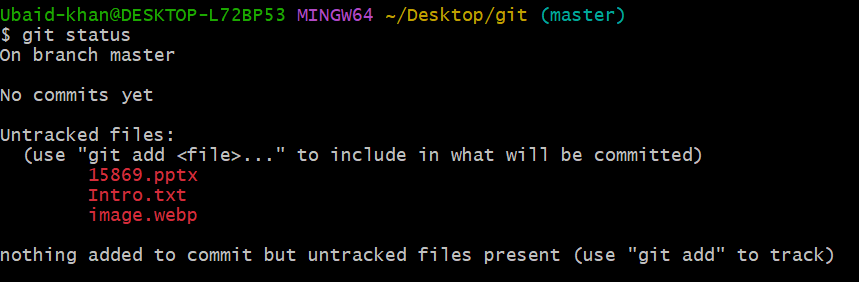 Ubaid-khan@DESKTOP-L72BP53 MINGW64 ~/Desktop/git (master)
$ git status
On branch master
No commits yet
Untracked files:
(use "git add <file>..." to include in what will be committed)
15869.pptx
Intro.txt
image.webp
nothing added to commit but untracked files present (use "git add" to track)